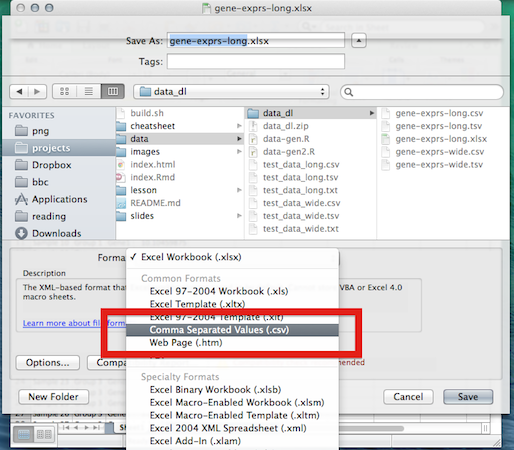 gene-exprs-long.xlsx
Save As: gene-exprs-long.xlsx
Tags:
data_dl
FAVORITES
png
projects
Dropbox
bbc
Applications
reading
Downloads
build.sh
cheatsheet
data
images
index.html
index.Rmd
lesson
README.md
slides
data_dl
data_dl.zip
data-gen.R
data-gen2.R
test_data_long.csv
test_data_long.tsv
test_data_long.txt
test_data_wide.csv
test_data_wide.tsv
test_data_wide.txt
gene-exprs-long.csv
gene-exprs-long.tsv
gene-exprs-long.xlsx
gene-exprs-wide.csv
gene-exprs-wide.tsv
Forma
✓ Excel Workbook (.xlsx)
Description
The XML-based format tha
VBA or Excel 4.0
macro sheets.
Learn more about file forma
Common Formats
Excel 97-2004 Workbook (.xls)
Excel Template (.xltx)
Excel 97-2004 Template (.xlt)
Comma Separated Values (.csv)
Web Page (.htm)
Options...
Compa
mended
Specialty Formats
Excel Binary Workbook (.xlsb)
Excel Macro-Enabled Workbook (.xlsm)
Excel Macro-Enabled Template (.xltm)
Excel 2004 XML Spreadsheet (.xml)
Excel Add-In (.xlam)
New Folder
Cancel
Save